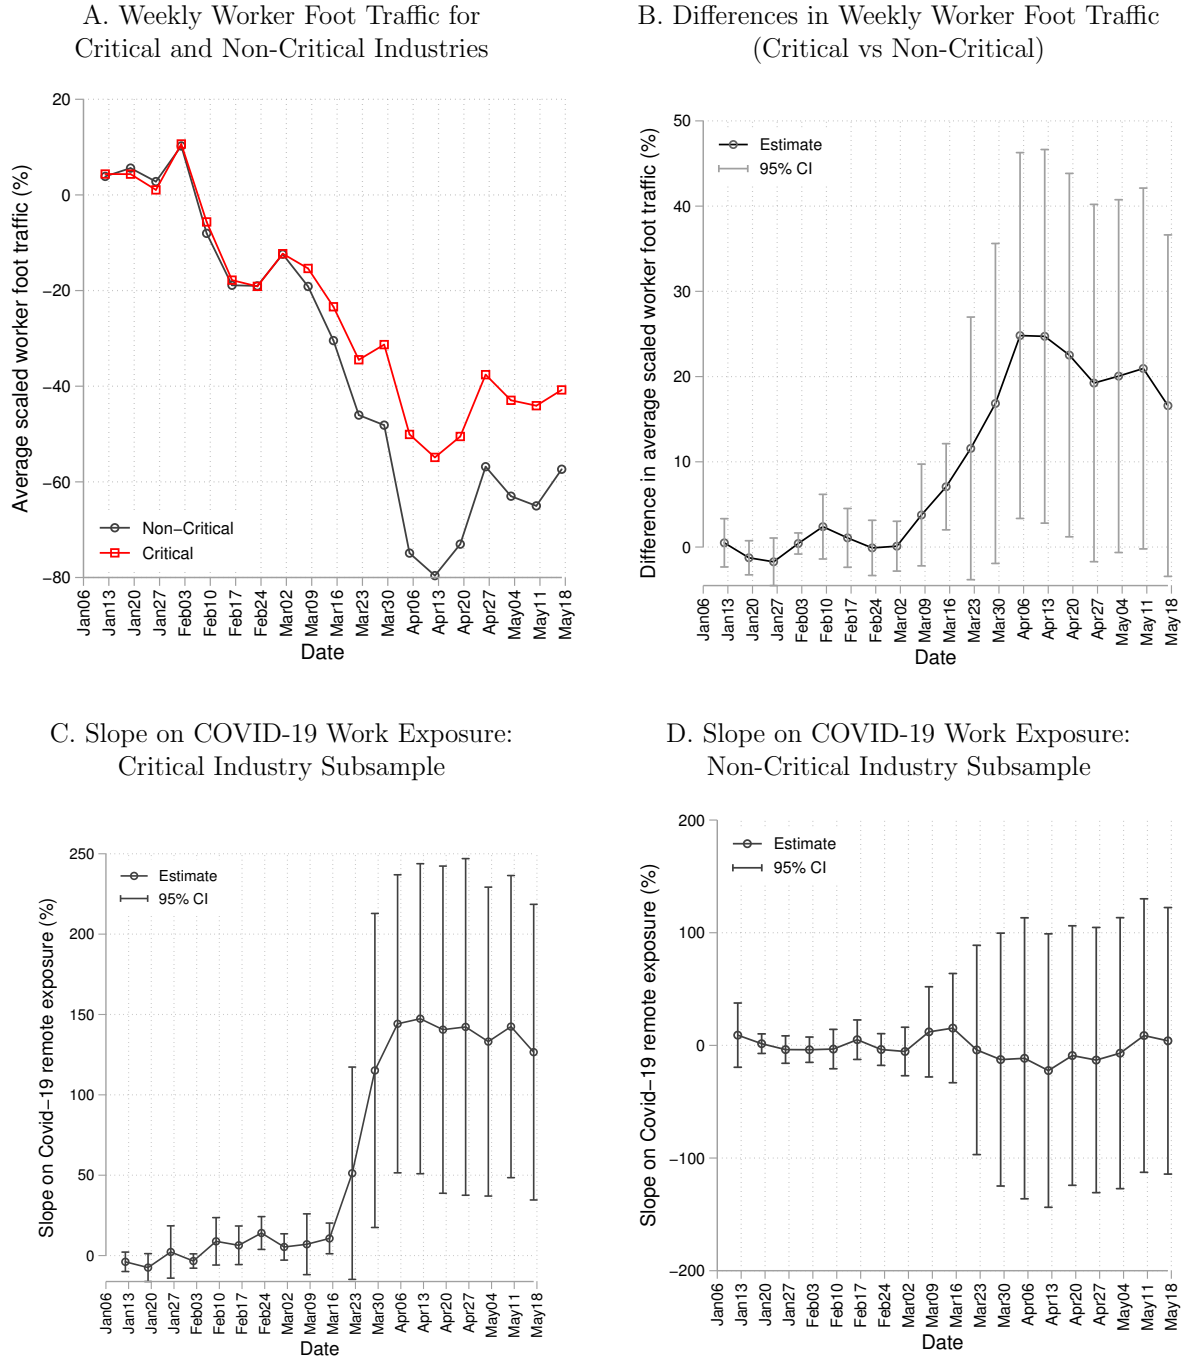 A. Weekly Worker Foot Traffic for
Critical and Non-Critical Industries
Average scaled worker foot traffic (%)
20
0
−20
−40
−60
−80
Non−Critical
Critical
Jan06
Jan13
Jan20
Jan27
Feb03
Feb10
Feb17
Feb24
Mar02
Mar09
Mar16
Mar23
Mar30
Apr06
Apr13
Apr20
Apr27
May04
May11
May18
Date
B. Differences in Weekly Worker Foot Traffic
(Critical vs Non-Critical)
Difference in average scaled worker foot traffic (%)
50
40
30
20
10
0
Estimate
95% CI
Jan06
Jan13
Jan20
Jan27
Feb03
Feb10
Feb17
Feb24
Mar02
Mar09
Mar16
Mar23
Mar30
Apr06
Apr13
Apr20
Apr27
May04
May11
May18
Date
C. Slope on COVID-19 Work Exposure:
Critical Industry Subsample
Slope on Covid−19 remote exposure (%)
250
200
150
100
50
0
Estimate
95% CI
Jan06
Jan13
Jan20
Jan27
Feb03
Feb10
Feb17
Feb24
Mar02
Mar09
Mar16
Mar23
Mar30
Apr06
Apr13
Apr20
Apr27
May04
May11
May18
Date
D. Slope on COVID-19 Work Exposure:
Non-Critical Industry Subsample
Slope on Covid−19 remote exposure (%)
200
100
0
−100
−200
Estimate
95% CI
Jan06
Jan13
Jan20
Jan27
Feb03
Feb10
Feb17
Feb24
Mar02
Mar09
Mar16
Mar23
Mar30
Apr06
Apr13
Apr20
Apr27
May04
May11
May18
Date